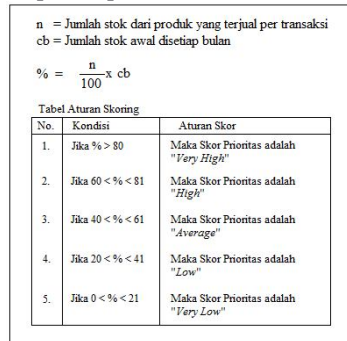 n = Jumlah stok dari produk yang terjual per transaksi
cb = Jumlah stok awal disetiap bulan
% = n/100 x cb
Tabel Aturan Skoring
No. Kondisi Aturan Skor
1. Jika % > 80 Maka Skor Prioritas adalah
"Very High"
2. Jika 60 < % < 81 Maka Skor Prioritas adalah
"High"
3. Jika 40 < % < 61 Maka Skor Prioritas adalah
"Average"
4. Jika 20 < % < 41 Maka Skor Prioritas adalah
"Low"
5. Jika 0 < % < 21 Maka Skor Prioritas adalah
"Very Low"